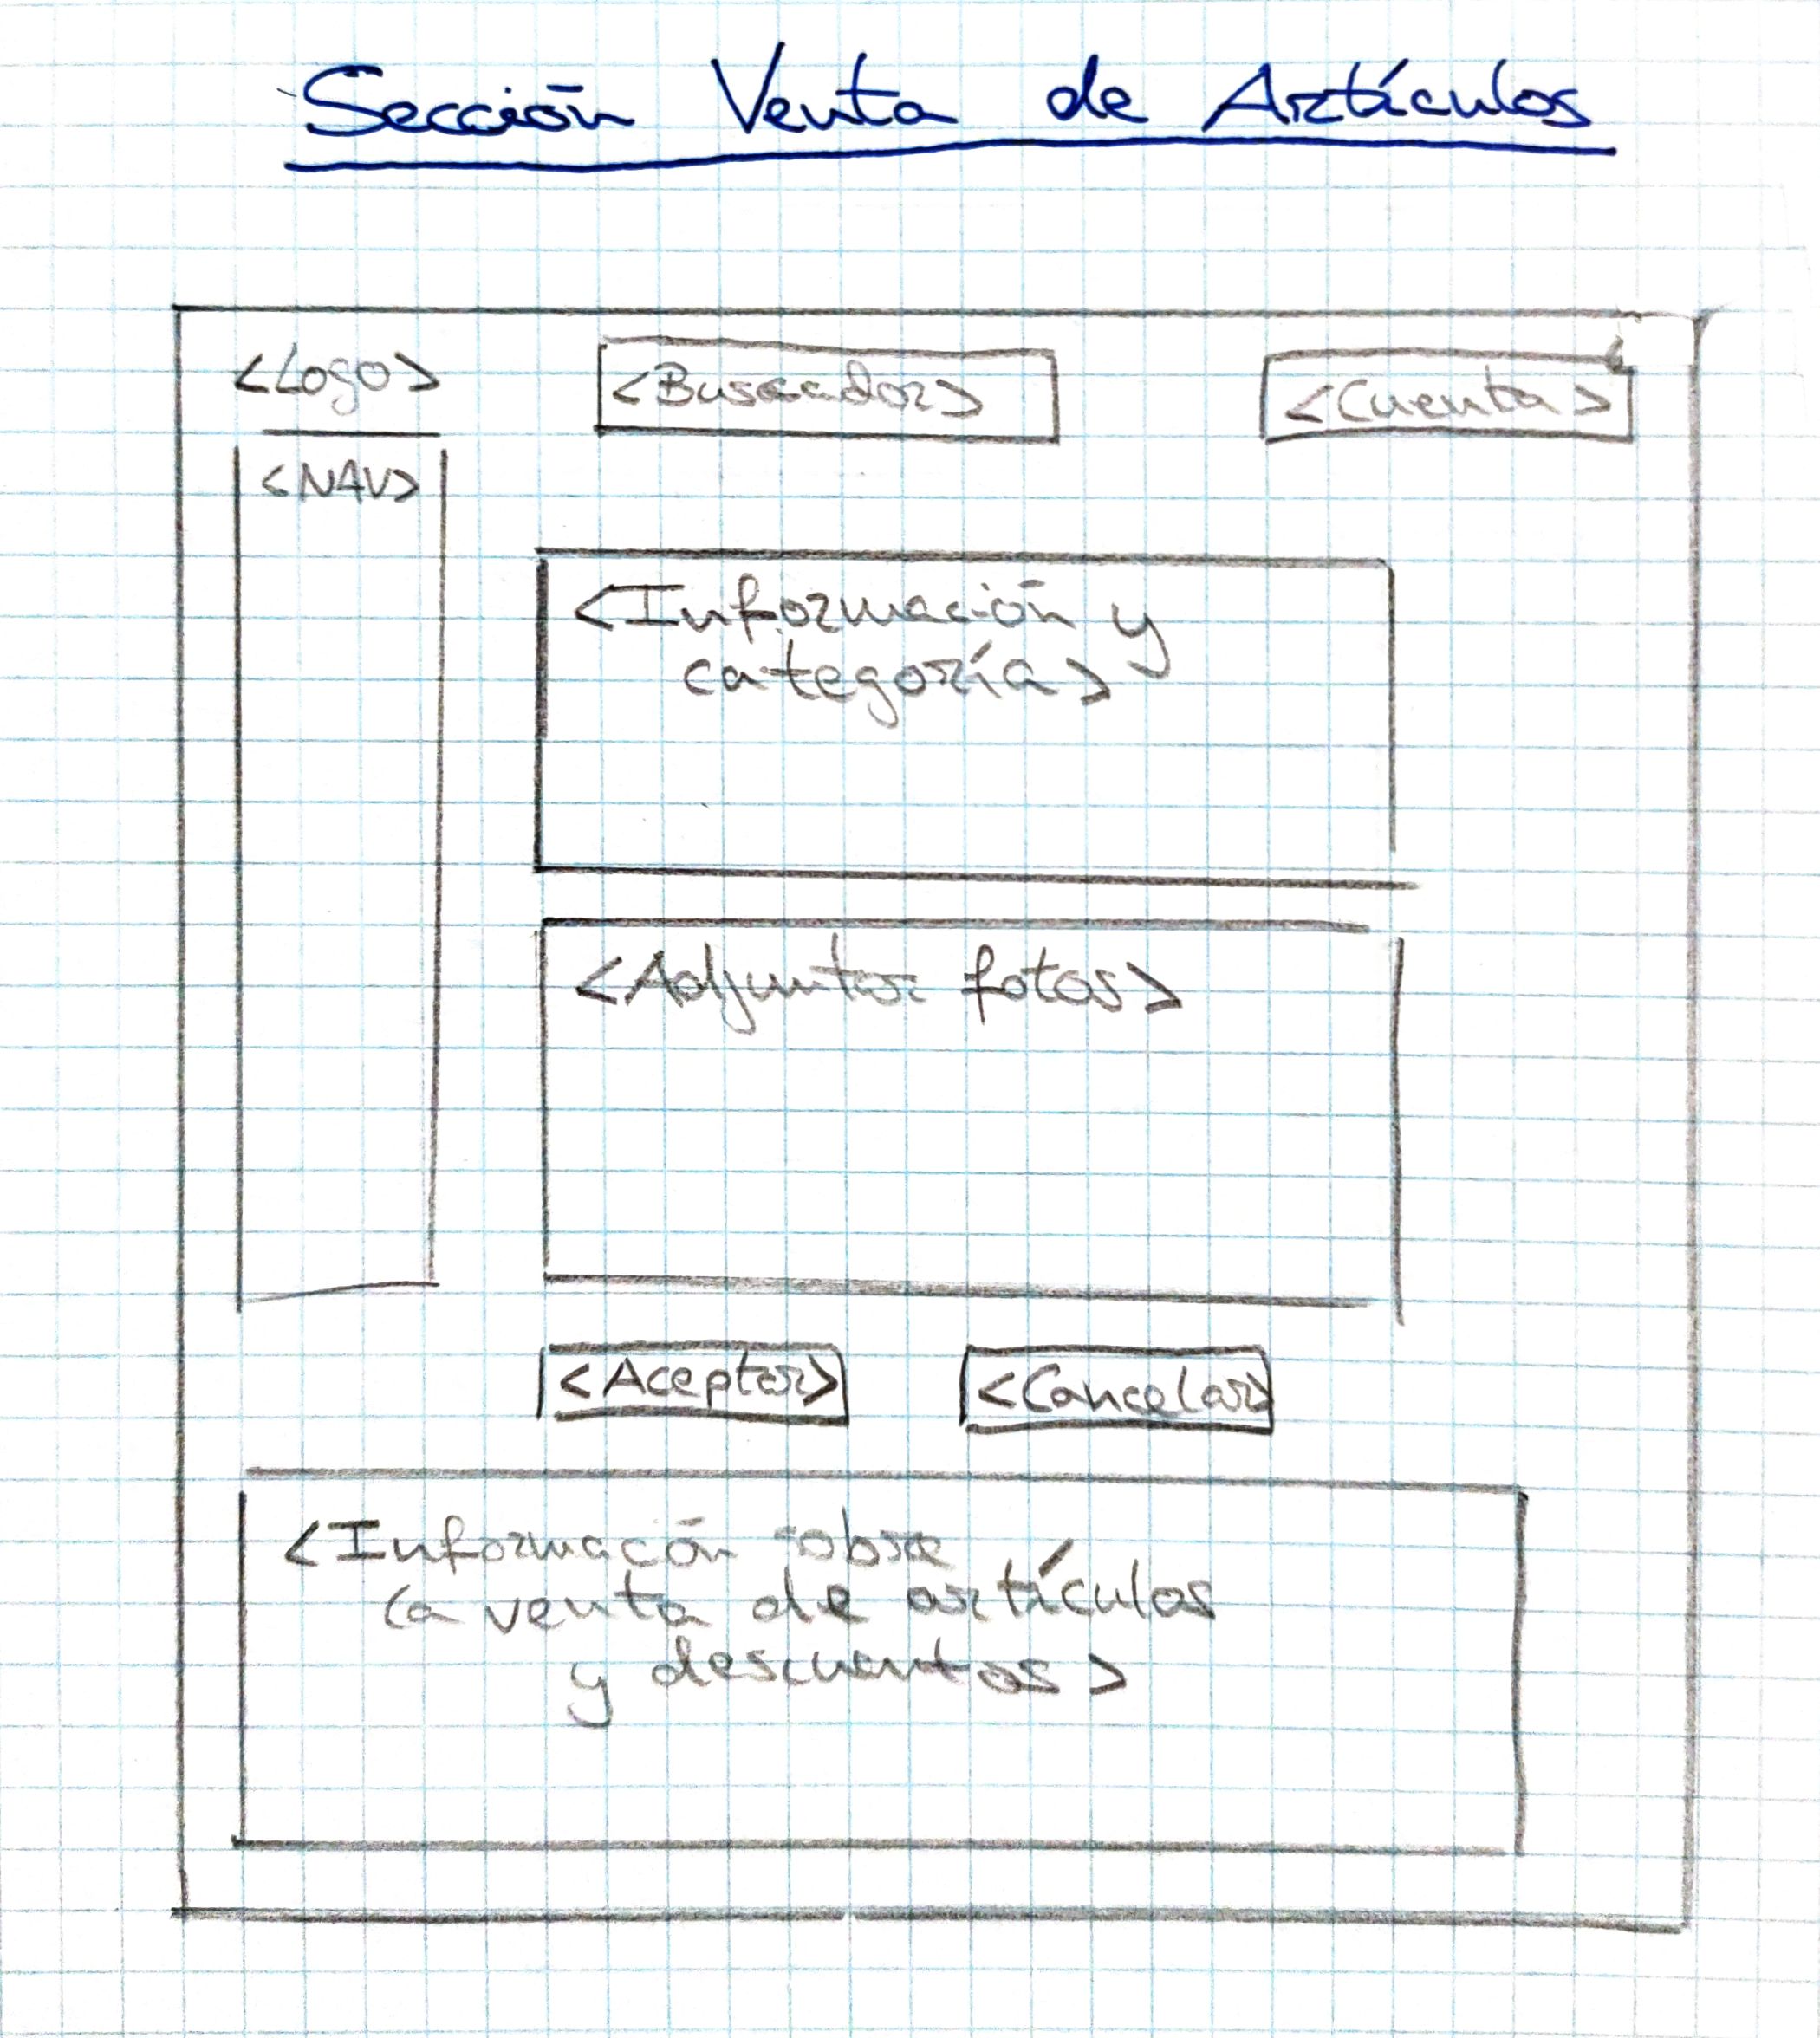 Sección Venta de Artículos
<Logo>
<Buscador>
<Cuenta>
<NAV>
<Información y
categoría>
<Adjuntar fotos>
<Aceptar>
<Cancelar>
<Información sobre
la venta de artículos
y descuentos>